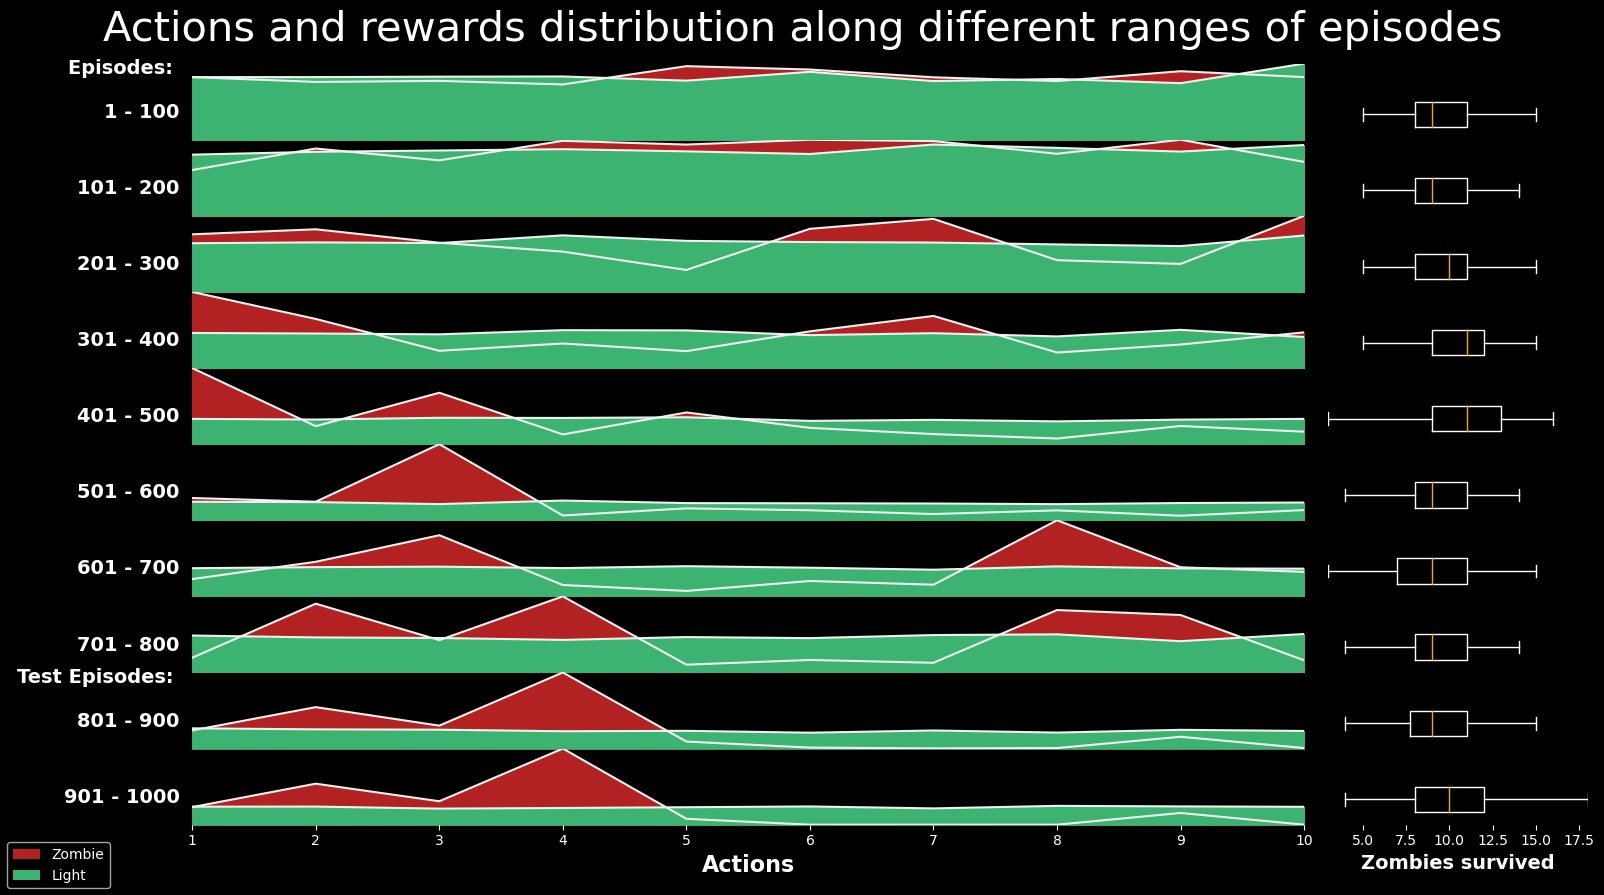 Actions and rewards distribution along different ranges of episodes
Episodes:
1 - 100
101 - 200
201 - 300
301 - 400
401 - 500
501 - 600
601 - 700
701 - 800
Test Episodes:
801 - 900
901 - 1000
1 2 3 4 5 6 7 8 9 10
Actions
5.0 7.5 10.0 12.5 15.0 17.5
Zombies survived
Zombie
Light